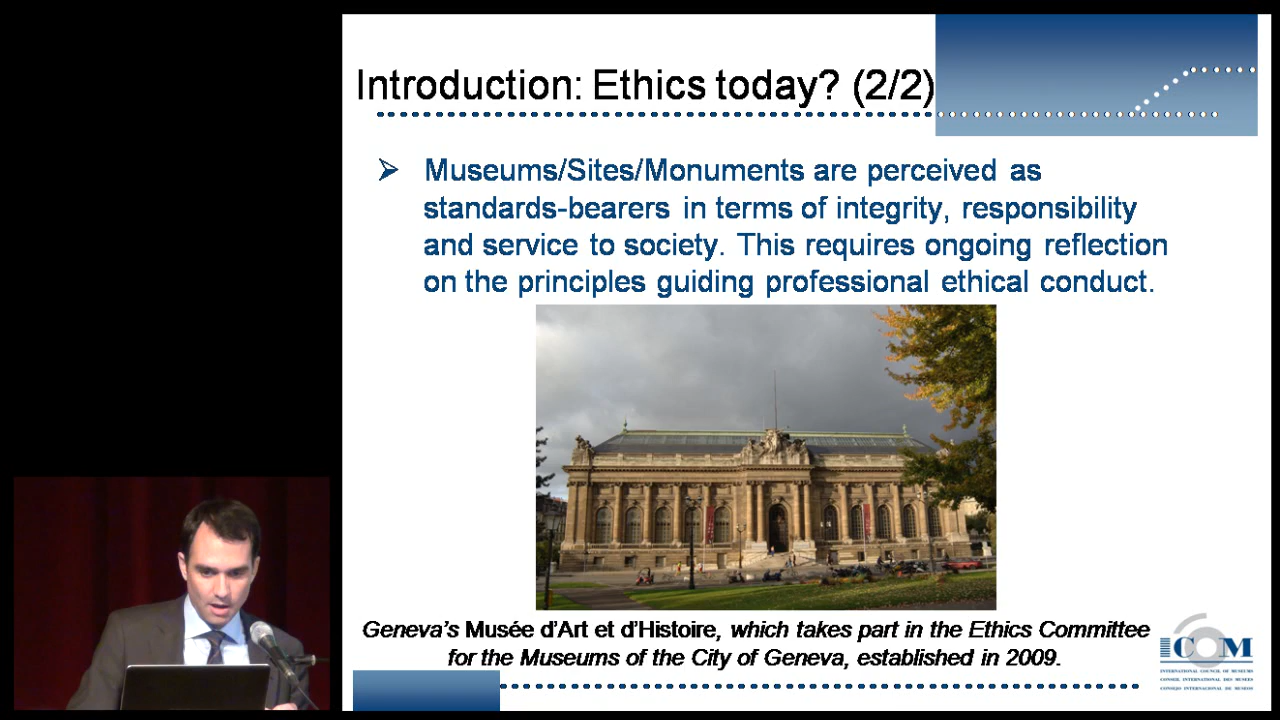 Introduction: Ethics today? (2/2)
Museums/Sites/Monuments are perceived as
standards-bearers in terms of integrity, responsibility
and service to society. This requires ongoing reflection
on the principles guiding professional ethical conduct.
Geneva's Musée d'Art et d'Histoire, which takes part in the Ethics Committee
for the Museums of the City of Geneva, established in 2009.
ICOM
INTERNATIONAL COUNCIL OF MUSEUMS
CONSEIL INTERNATIONAL DES MUSÉES
CONSEJO INTERNACIONAL DE MUSEOS